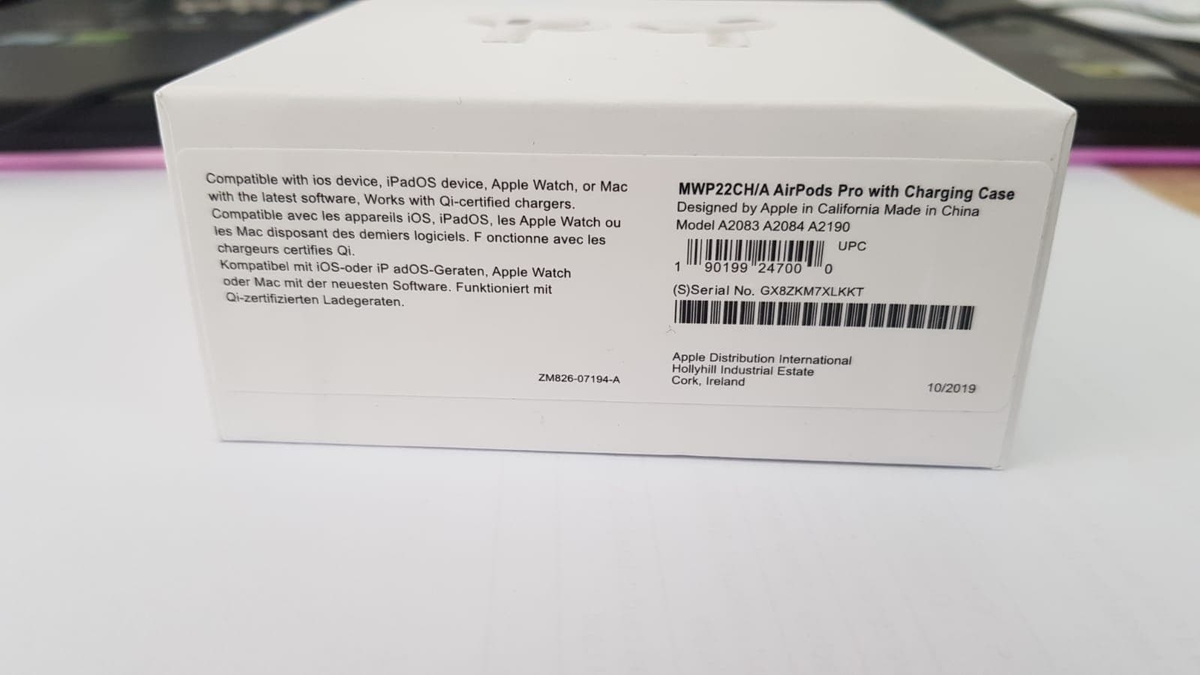 Compatible with ios device, iPadOS device, Apple Watch, or Mac
with the latest software, Works with Qi-certified chargers.
Compatible avec les appareils iOS, iPadOS, les Apple Watch ou
les Mac disposant des demiers logiciels. F onctionne avec les
chargeurs certifies Qi.
Kompatibel mit iOS-oder iP adOS-Geraten, Apple Watch
oder Mac mit der neuesten Software. Funktioniert mit
Qi-zertifizierten Ladegeraten.
ZM826-07194-A
MWP22CH/A AirPods Pro with Charging Case
Designed by Apple in California Made in China
Model A2083 A2084 A2190
UPC
1 90199 24700 0
(S)Serial No. GX8ZKM7XLKKT
Apple Distribution International
Hollyhill Industrial Estate
Cork, Ireland
10/2019